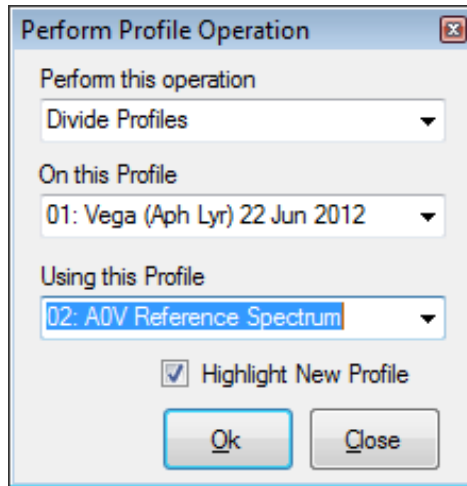 Perform Profile Operation
Perform this operation
Divide Profiles
On this Profile
01: Vega (Aph Lyr) 22 Jun 2012
Using this Profile
02: A0V Reference Spectrum
Highlight New Profile
Ok
Close